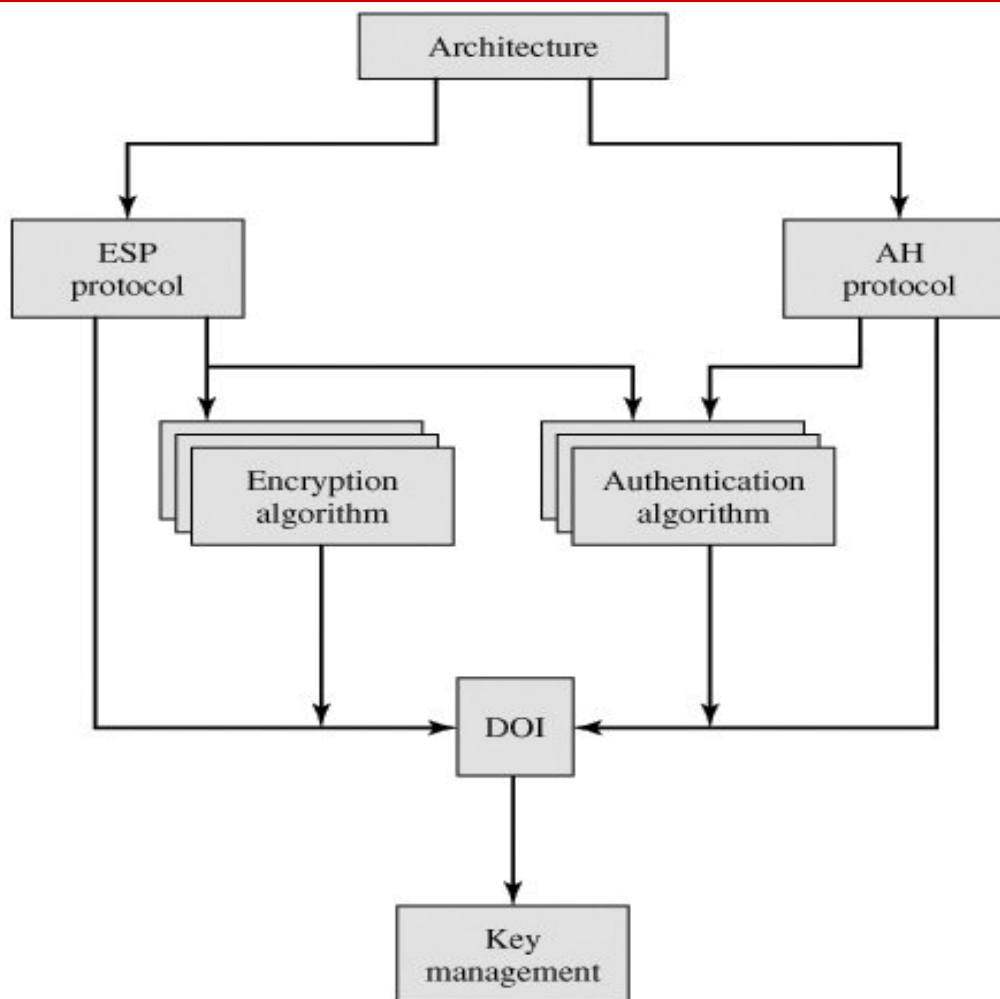 Architecture
ESP
protocol
AH
protocol
Encryption
algorithm
Authentication
algorithm
DOI
Key
management